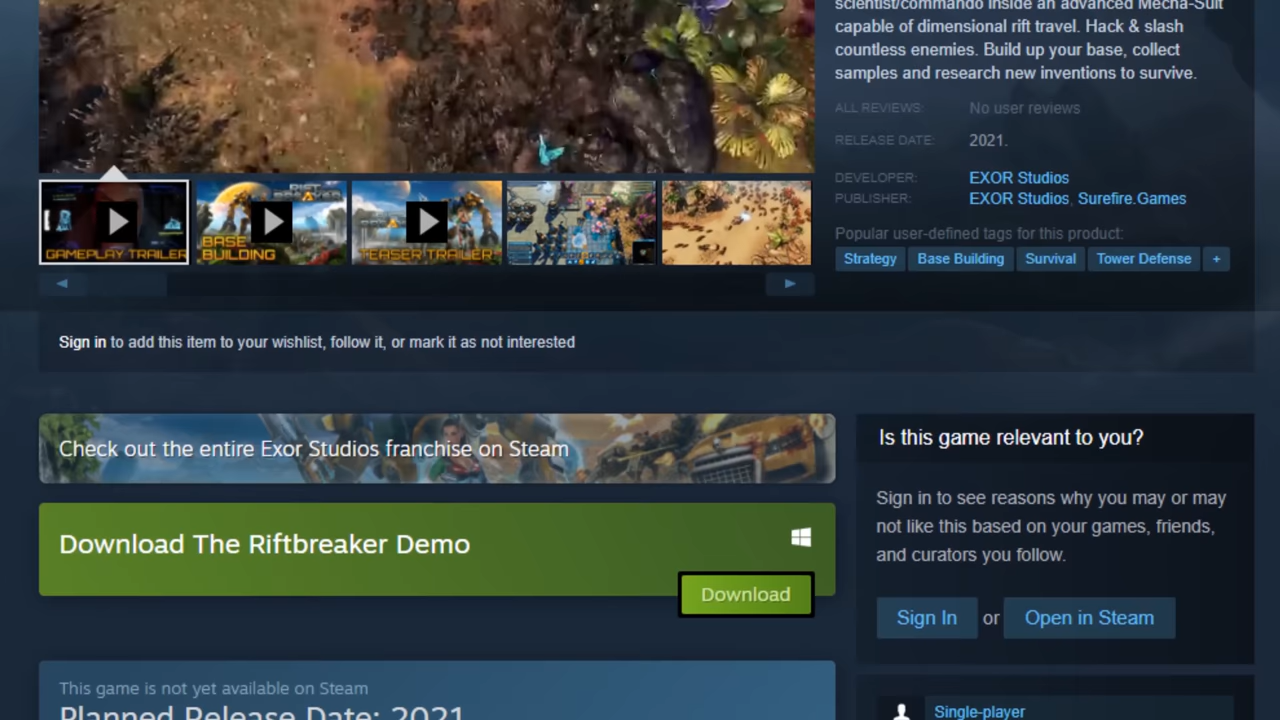 scientist/commando inside an advanced Mecha-Suit
capable of dimensional rift travel. Hack & slash
countless enemies. Build up your base, collect
samples and research new inventions to survive.
ALL REVIEWS: No user reviews
RELEASE DATE: 2021.
DEVELOPER: EXOR Studios
PUBLISHER: EXOR Studios, Surefire.Games
Popular user-defined tags for this product:
Strategy Base Building Survival Tower Defense +
GAMEPLAY TRAILER
BASE
BUILDING
TEASER TRAILER
Sign in to add this item to your wishlist, follow it, or mark it as not interested
Check out the entire Exor Studios franchise on Steam
Download The Riftbreaker Demo
Download
This game is not yet available on Steam
Planned Release Date: 2021
Is this game relevant to you?
Sign in to see reasons why you may or may
not like this based on your games, friends,
and curators you follow.
Sign In or Open in Steam
Single-player